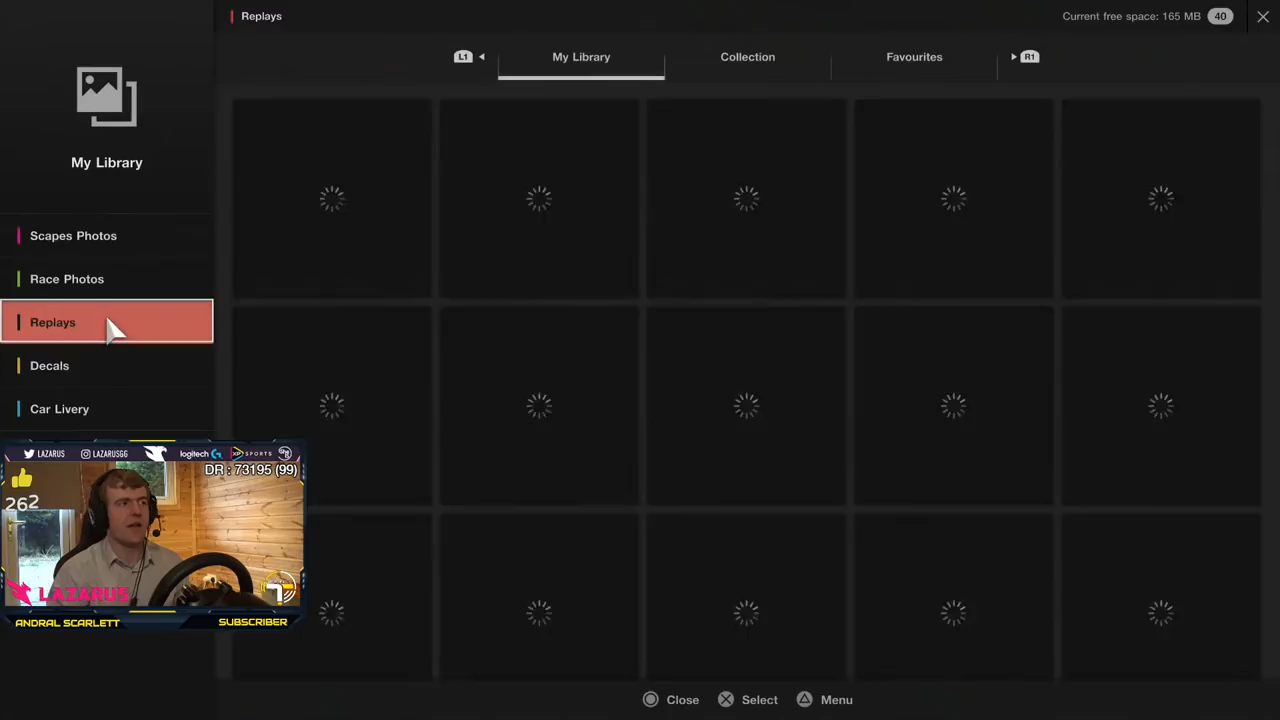 Replays
Current free space: 165 MB 40
L1 My Library Collection Favourites R1
My Library
Scapes Photos
Race Photos
Replays
Decals
Car Livery
LAZARUS LAZARUSGG logitech G SPORTS
DR : 73195 (99)
262
LAZARUS
ANDRAL SCARLETT SUBSCRIBER
Close Select Menu